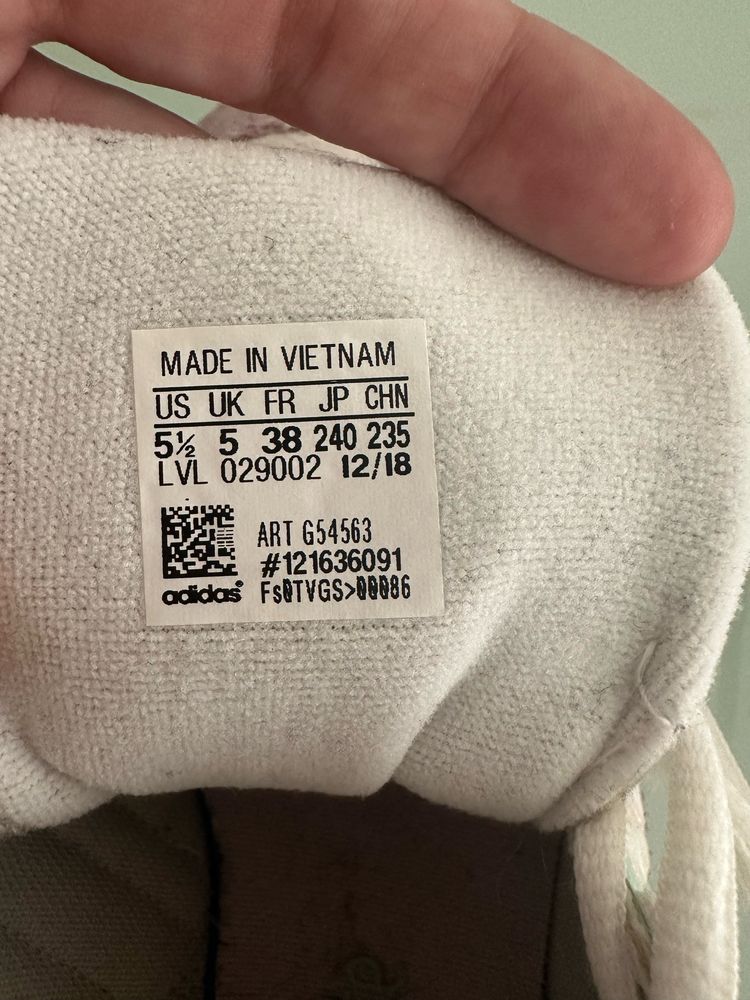 MADE IN VIETNAM
US UK FR JP CHN
5½ 5 38 240 235
LVL 029002 12/18
ART G54563
#121636091
adidas® Fs0TVGS>00086